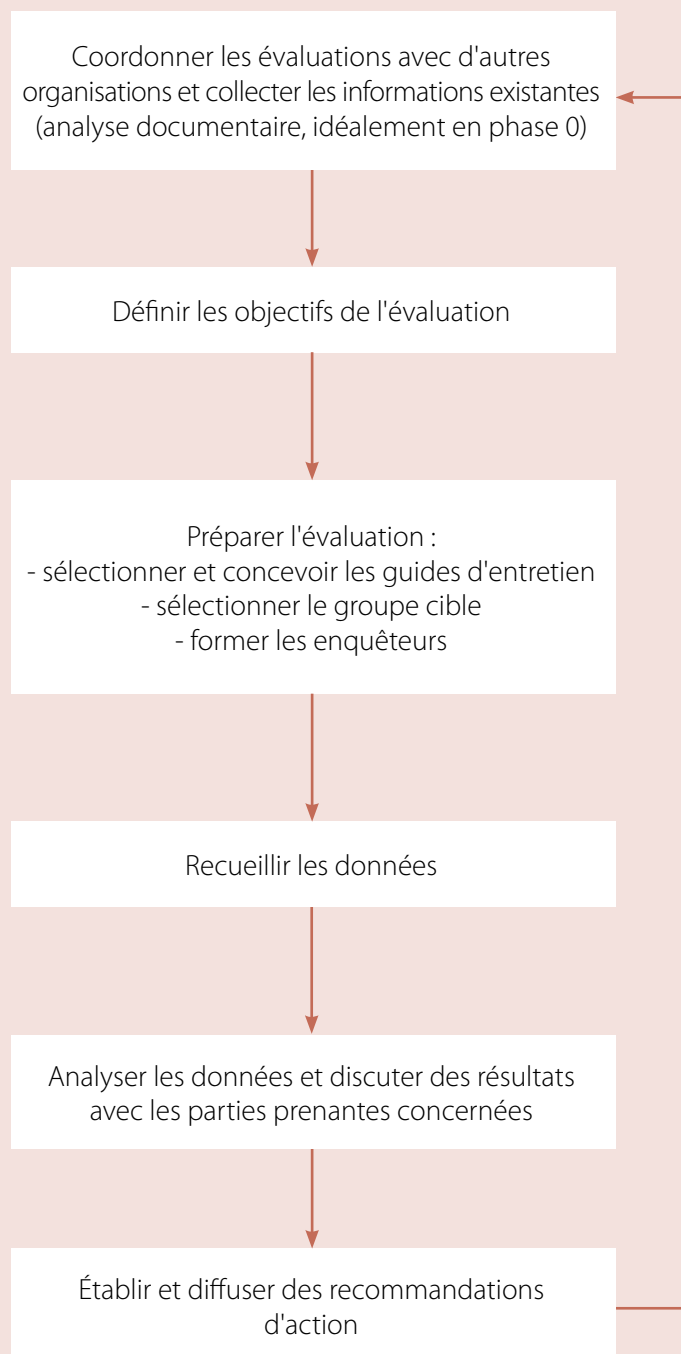 Coordonner les évaluations avec d'autres
organisations et collecter les informations existantes
(analyse documentaire, idéalement en phase 0)
Définir les objectifs de l'évaluation
Préparer l'évaluation :
- sélectionner et concevoir les guides d'entretien
- sélectionner le groupe cible
- former les enquêteurs
Recueillir les données
Analyser les données et discuter des résultats
avec les parties prenantes concernées
Établir et diffuser des recommandations
d'action